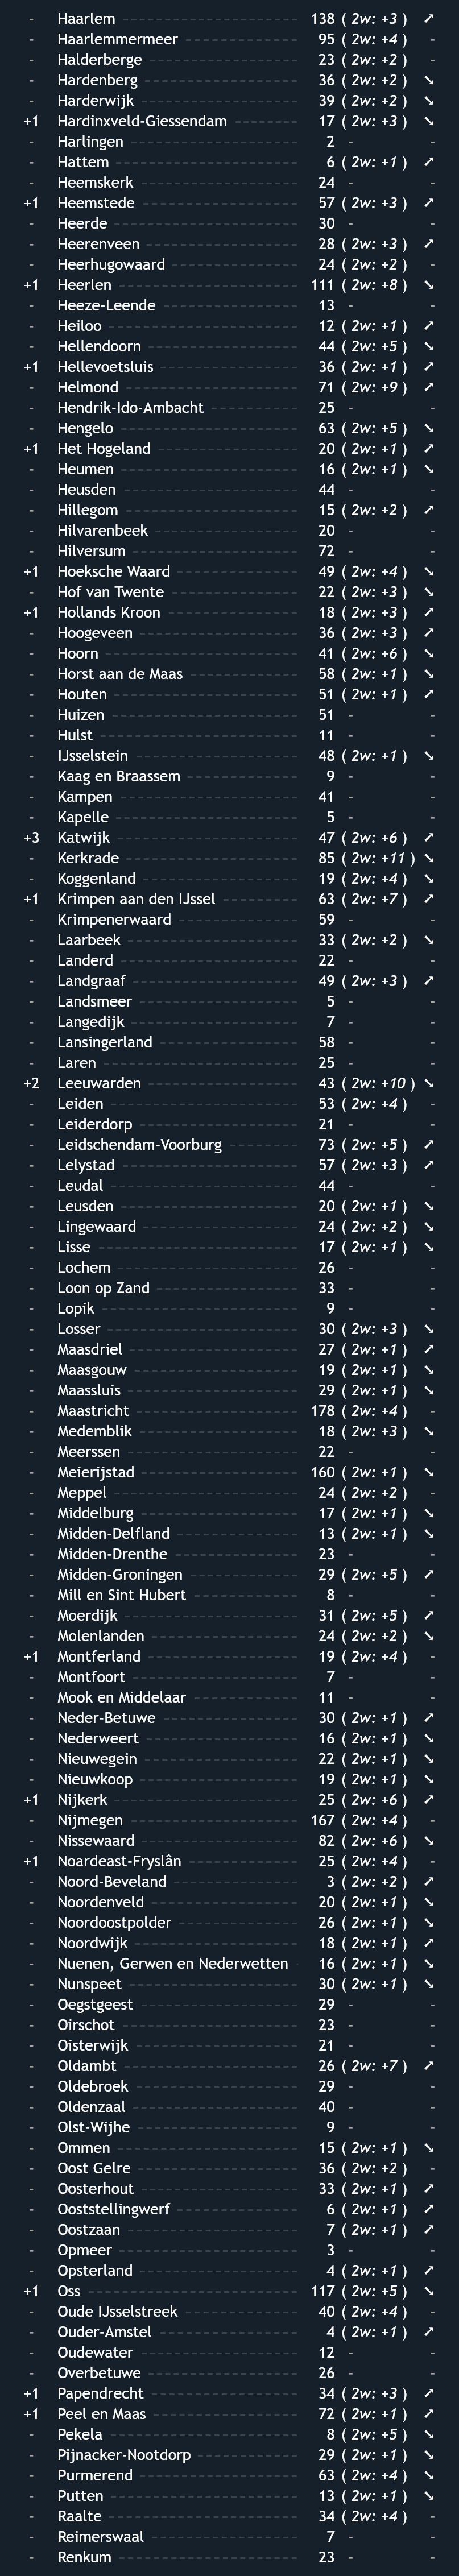 - Haarlem 138 ( 2w: +3 ) ➚
- Haarlemmermeer 95 ( 2w: +4 ) -
- Halderberge 23 ( 2w: +2 ) -
- Hardenberg 36 ( 2w: +2 ) ➘
- Harderwijk 39 ( 2w: +2 ) ➘
+1 Hardinxveld-Giessendam 17 ( 2w: +3 ) ➘
- Harlingen 2 - -
- Hattem 6 ( 2w: +1 ) ➚
- Heemskerk 24 - -
+1 Heemstede 57 ( 2w: +3 ) ➚
- Heerde 30 - -
- Heerenveen 28 ( 2w: +3 ) ➚
- Heerhugowaard 24 ( 2w: +2 ) -
+1 Heerlen 111 ( 2w: +8 ) ➘
- Heeze-Leende 13 - -
- Heiloo 12 ( 2w: +1 ) ➚
- Hellendoorn 44 ( 2w: +5 ) ➘
+1 Hellevoetsluis 36 ( 2w: +1 ) ➚
- Helmond 71 ( 2w: +9 ) ➚
- Hendrik-Ido-Ambacht 25 - -
- Hengelo 63 ( 2w: +5 ) ➘
+1 Het Hogeland 20 ( 2w: +1 ) ➚
- Heumen 16 ( 2w: +1 ) ➘
- Heusden 44 - -
- Hillegom 15 ( 2w: +2 ) ➚
- Hilvarenbeek 20 - -
- Hilversum 72 - -
+1 Hoeksche Waard 49 ( 2w: +4 ) ➘
- Hof van Twente 22 ( 2w: +3 ) ➘
+1 Hollands Kroon 18 ( 2w: +3 ) ➚
- Hoogeveen 36 ( 2w: +3 ) ➚
- Hoorn 41 ( 2w: +6 ) ➘
- Horst aan de Maas 58 ( 2w: +1 ) ➘
- Houten 51 ( 2w: +1 ) ➚
- Huizen 51 - -
- Hulst 11 - -
- IJsselstein 48 ( 2w: +1 ) ➘
- Kaag en Braassem 9 - -
- Kampen 41 - -
- Kapelle 5 - -
+3 Katwijk 47 ( 2w: +6 ) ➚
- Kerkrade 85 ( 2w: +11 ) ➘
- Koggenland 19 ( 2w: +4 ) ➘
+1 Krimpen aan den IJssel 63 ( 2w: +7 ) ➚
- Krimpenerwaard 59 - -
- Laarbeek 33 ( 2w: +2 ) ➘
- Landerd 22 - -
- Landgraaf 49 ( 2w: +3 ) ➚
- Landsmeer 5 - -
- Langedijk 7 - -
- Lansingerland 58 - -
- Laren 25 - -
+2 Leeuwarden 43 ( 2w: +10 ) ➘
- Leiden 53 ( 2w: +4 ) -
- Leiderdorp 21 - -
- Leidschendam-Voorburg 73 ( 2w: +5 ) ➚
- Lelystad 57 ( 2w: +3 ) ➚
- Leudal 44 - -
- Leusden 20 ( 2w: +1 ) ➘
- Lingewaard 24 ( 2w: +2 ) ➘
- Lisse 17 ( 2w: +1 ) ➘
- Lochem 26 - -
- Loon op Zand 33 - -
- Lopik 9 - -
- Losser 30 ( 2w: +3 ) ➘
- Maasdriel 27 ( 2w: +1 ) ➚
- Maasgouw 19 ( 2w: +1 ) ➘
- Maassluis 29 ( 2w: +1 ) ➘
- Maastricht 178 ( 2w: +4 ) -
- Medemblik 18 ( 2w: +3 ) ➘
- Meerssen 22 - -
- Meierijstad 160 ( 2w: +1 ) ➘
- Meppel 24 ( 2w: +2 ) -
- Middelburg 17 ( 2w: +1 ) ➘
- Midden-Delfland 13 ( 2w: +1 ) ➘
- Midden-Drenthe 23 - -
- Midden-Groningen 29 ( 2w: +5 ) ➚
- Mill en Sint Hubert 8 - -
- Moerdijk 31 ( 2w: +5 ) ➚
- Molenlanden 24 ( 2w: +2 ) ➘
+1 Montferland 19 ( 2w: +4 ) -
- Montfoort 7 - -
- Mook en Middelaar 11 - -
- Neder-Betuwe 30 ( 2w: +1 ) ➚
- Nederweert 16 ( 2w: +1 ) ➘
- Nieuwegein 22 ( 2w: +1 ) ➘
- Nieuwkoop 19 ( 2w: +1 ) ➘
+1 Nijkerk 25 ( 2w: +6 ) ➚
- Nijmegen 167 ( 2w: +4 ) -
- Nissewaard 82 ( 2w: +6 ) ➘
+1 Noardeast-Fryslân 25 ( 2w: +4 ) -
- Noord-Beveland 3 ( 2w: +2 ) ➚
- Noordenveld 20 ( 2w: +1 ) ➘
- Noordoostpolder 26 ( 2w: +1 ) ➘
- Noordwijk 18 ( 2w: +1 ) ➚
- Nuenen, Gerwen en Nederwetten 16 ( 2w: +1 ) ➘
- Nunspeet 30 ( 2w: +1 ) ➘
- Oegstgeest 29 - -
- Oirschot 23 - -
- Oisterwijk 21 - -
- Oldambt 26 ( 2w: +7 ) ➚
- Oldebroek 29 - -
- Oldenzaal 40 - -
- Olst-Wijhe 9 - -
- Ommen 15 ( 2w: +1 ) ➘
- Oost Gelre 36 ( 2w: +2 ) -
- Oosterhout 33 ( 2w: +1 ) ➚
- Ooststellingwerf 6 ( 2w: +1 ) ➚
- Oostzaan 7 ( 2w: +1 ) ➚
- Opmeer 3 - -
- Opsterland 4 ( 2w: +1 ) ➚
+1 Oss 117 ( 2w: +5 ) ➘
- Oude IJsselstreek 40 ( 2w: +4 ) -
- Ouder-Amstel 4 ( 2w: +1 ) ➚
- Oudewater 12 - -
- Overbetuwe 26 - -
+1 Papendrecht 34 ( 2w: +3 ) ➚
+1 Peel en Maas 72 ( 2w: +1 ) ➚
- Pekela 8 ( 2w: +5 ) ➘
- Pijnacker-Nootdorp 29 ( 2w: +1 ) ➘
- Purmerend 63 ( 2w: +4 ) ➘
- Putten 13 ( 2w: +1 ) ➘
- Raalte 34 ( 2w: +4 ) -
- Reimerswaal 7 - -
- Renkum 23 - -